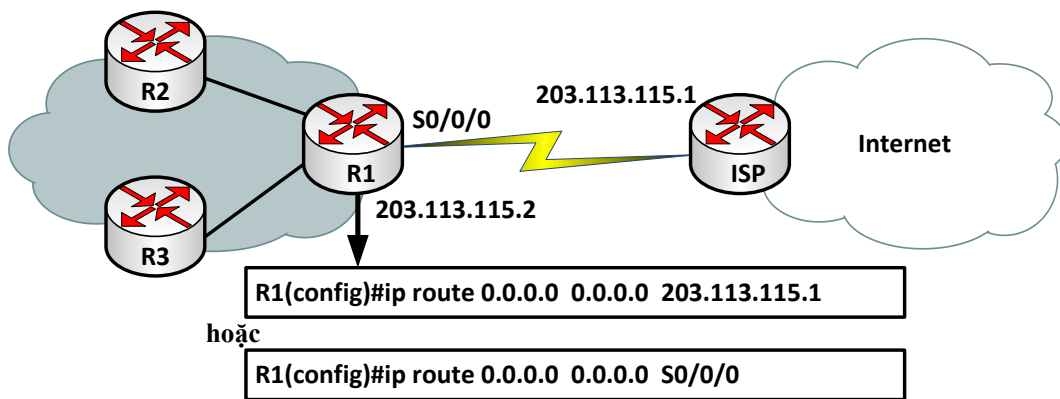 R2
203.113.115.1
S0/0/0
Internet
R1
ISP
203.113.115.2
R3
R1(config)#ip route 0.0.0.0 0.0.0.0 203.113.115.1
hoặc
R1(config)#ip route 0.0.0.0 0.0.0.0 S0/0/0